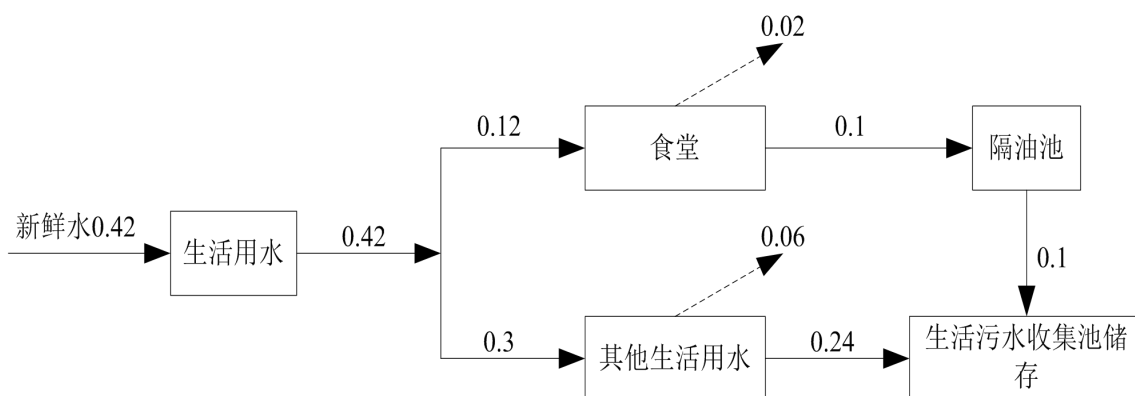 0.02
0.12
食堂
0.1
隔油池
新鲜水0.42
生活用水
0.42
0.06
0.1
0.3
其他生活用水
0.24
生活污水收集池储
存